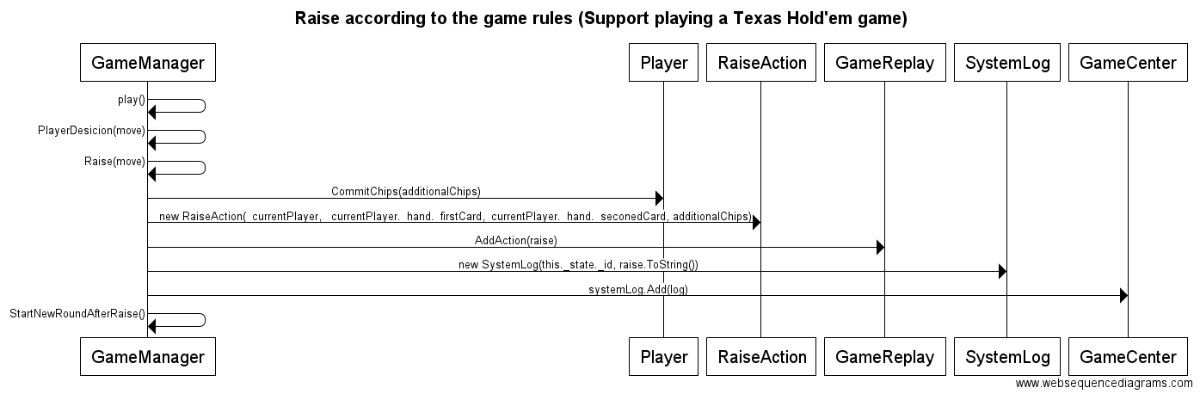 Raise according to the game rules (Support playing a Texas Hold'em game)
GameManager Player RaiseAction GameReplay SystemLog GameCenter
play()
PlayerDesicion(move)
Raise(move)
CommitChips(additionalChips)
new RaiseAction(_currentPlayer, _currentPlayer._hand._firstCard,_currentPlayer._hand._seconedCard, additionalChips)
AddAction(raise)
new SystemLog(this._state._id, raise.ToString())
systemLog.Add(log)
StartNewRoundAfterRaise()
GameManager Player RaiseAction GameReplay SystemLog GameCenter
www.websequencediagrams.com